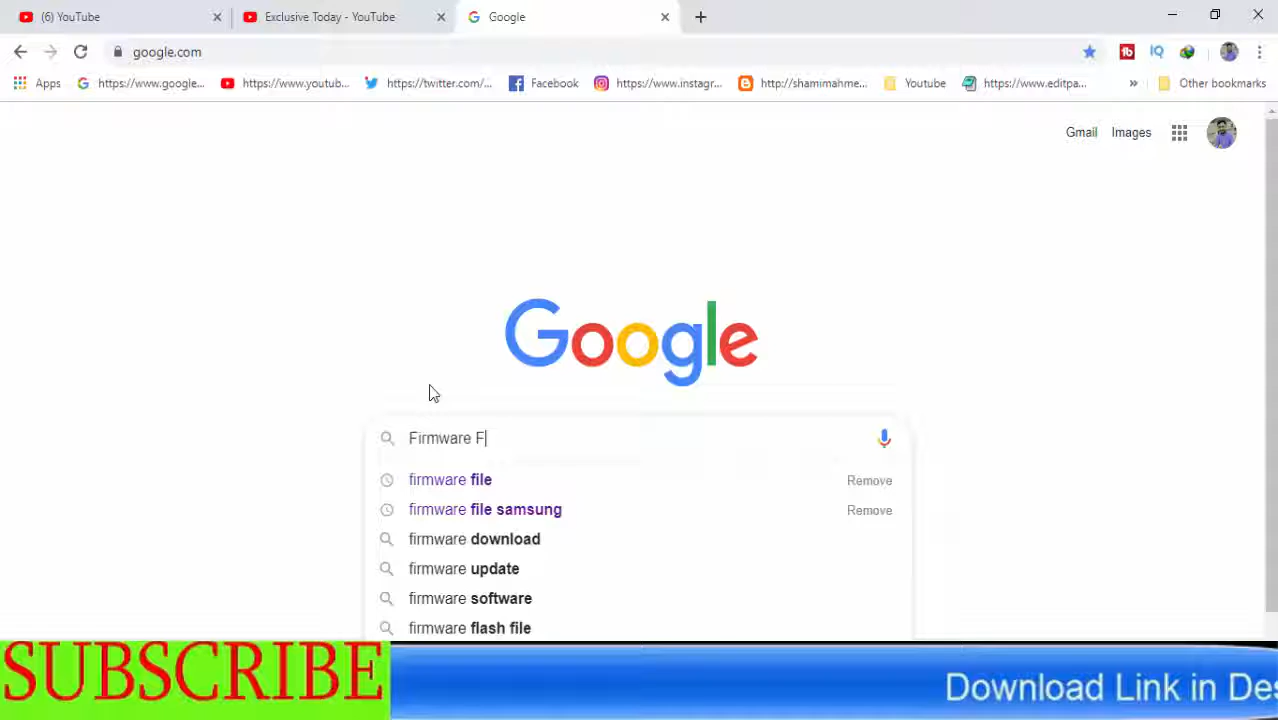 (6) YouTube
Exclusive Today - YouTube
Google
google.com
Apps
https://www.google...
https://www.youtub...
https://twitter.com/...
Facebook
https://www.instagr...
http://shamimahme...
Youtube
https://www.editpa...
»
Other bookmarks
Gmail
Images
Google
Firmware F
firmware file
Remove
firmware file samsung
Remove
firmware download
firmware update
firmware software
firmware flash file
SUBSCRIBE
Download Link in Des